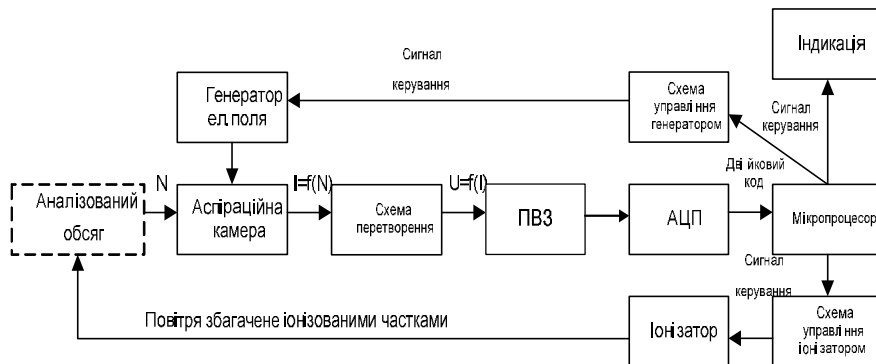 Індикація
Сигнал
керування
Генератор
ел.поля
Схема
управління
генератором
Сигнал
керування
Двійковий
код
N
I=f(N)
U=f(I)
Аналізований
обсяг
Аспіраційна
камера
Схема
перетворення
ПВЗ
АЦП
Мікропроцесор
Сигнал
керування
Повітря збагачене іонізованими частками
Іонізатор
Схема
управління
іонізатором